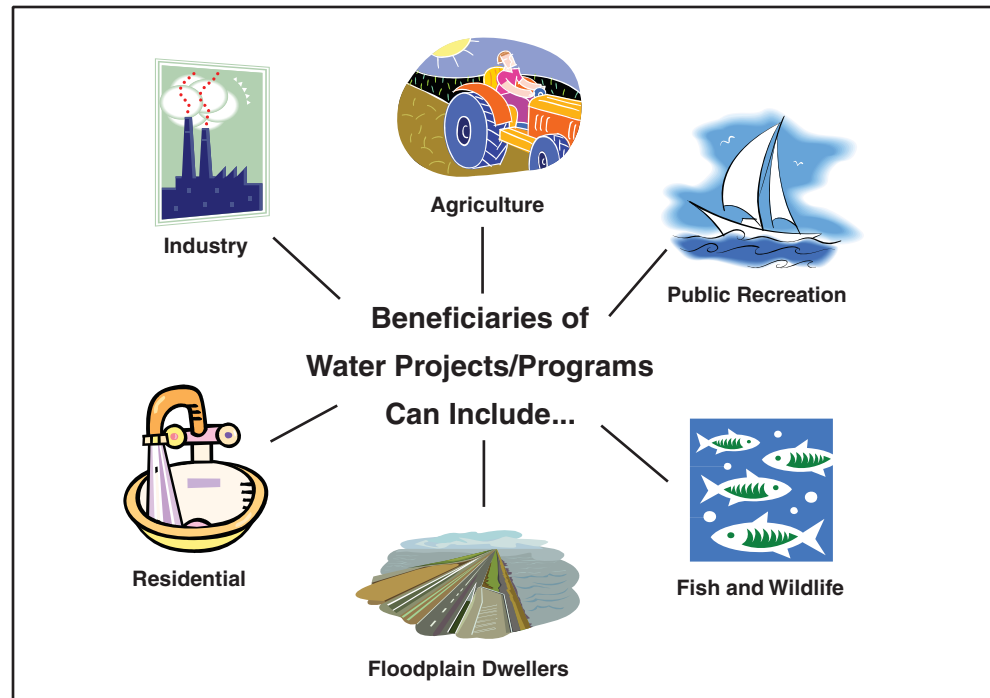 Agriculture
Industry
Public Recreation
Beneficiaries of
Water Projects/Programs
Can Include...
Residential
Fish and Wildlife
Floodplain Dwellers